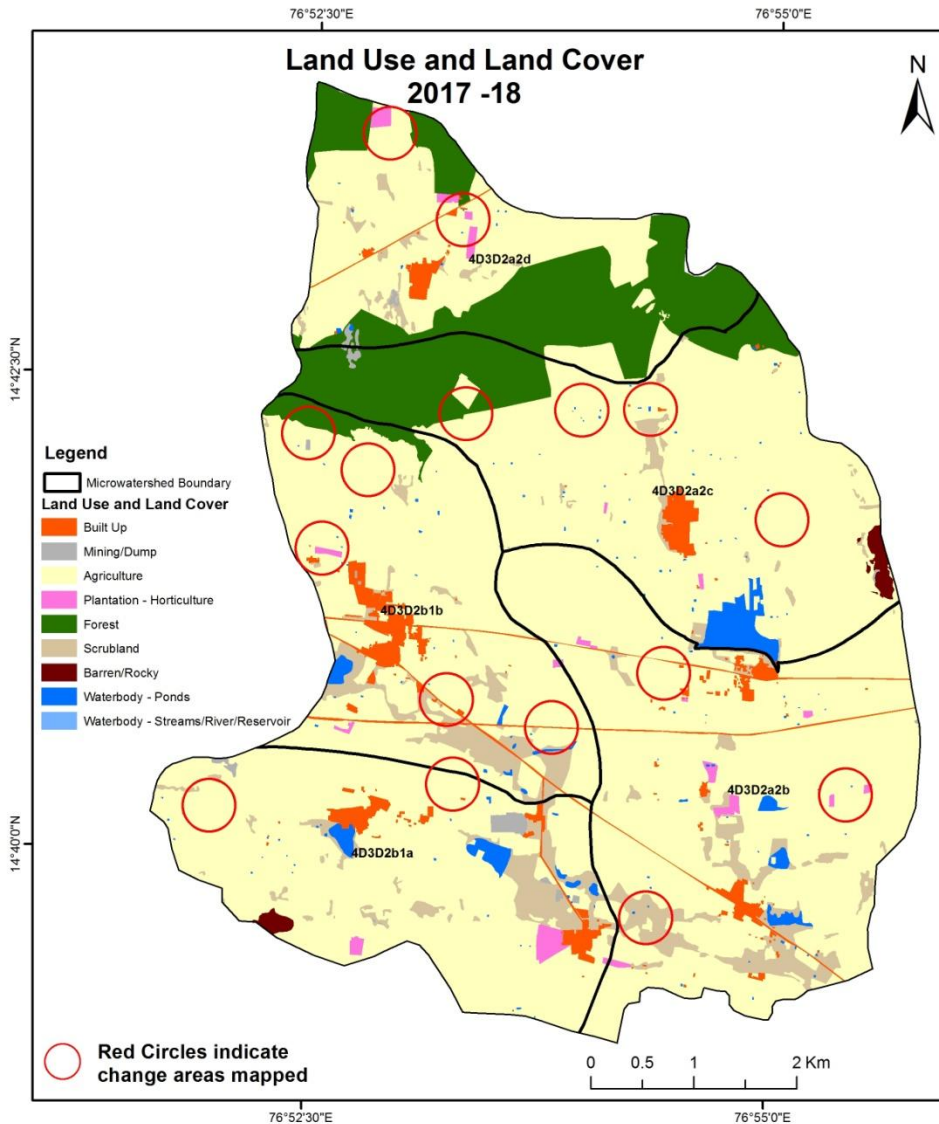 76°52'30"E
76°55'0"E
Land Use and Land Cover
2017 -18
N
4D3D2a2d
14°42'30"N
Legend
Microwatershed Boundary
Land Use and Land Cover
Built Up
Mining/Dump
Agriculture
Plantation - Horticulture
Forest
Scrubland
Barren/Rocky
Waterbody - Ponds
Waterbody - Streams/River/Reservoir
4D3D2a2c
4D3D2b1b
4D3D2a2b
14°40'0"N
4D3D2b1a
Red Circles indicate
change areas mapped
0 0.5 1 2 Km
76°52'30"E
76°55'0"E